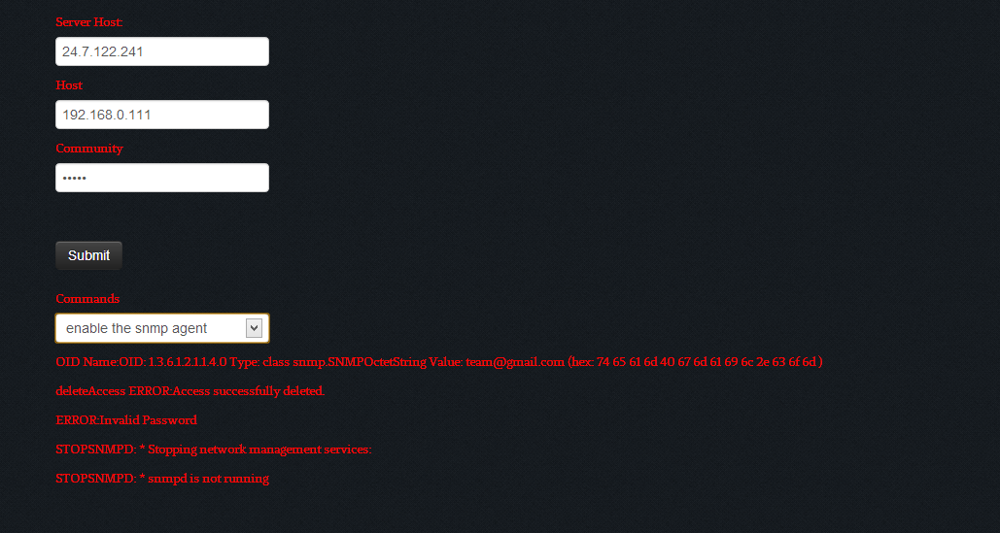 Server Host:
24.7.122.241
Host
192.168.0.111
Community
•••••
Submit
Commands
enable the snmp agent
OID Name:OID: 1.3.6.1.2.1.1.4.0 Type: class snmp.SNMPOctetString Value: team@gmail.com (hex: 74 65 61 6d 40 67 6d 61 69 6c 2e 63 6f 6d )
deleteAccess ERROR:Access successfully deleted.
ERROR:Invalid Password
STOPSNMPD: * Stopping network management services:
STOPSNMPD: * snmpd is not running